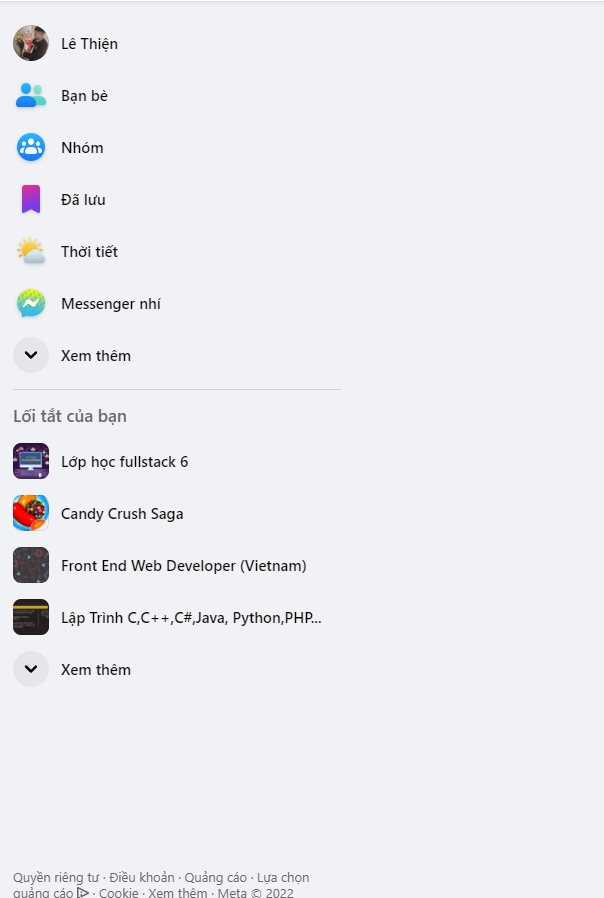 Lê Thiện
Bạn bè
Nhóm
Đã lưu
Thời tiết
Messenger nhí
Xem thêm
Lối tắt của bạn
Lớp học fullstack 6
Candy Crush Saga
Front End Web Developer (Vietnam)
Lập Trình C,C++,C#,Java, Python,PHP...
Xem thêm
Quyền riêng tư · Điều khoản · Quảng cáo · Lựa chọn
quảng cáo · Cookie · Xem thêm · Meta © 2022